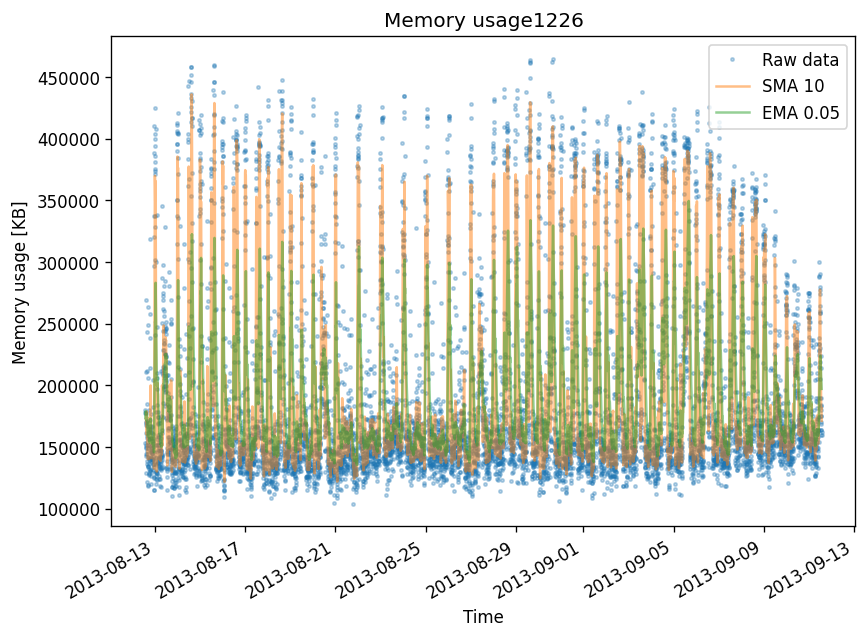 Memory usage1226
Raw data
SMA 10
EMA 0.05
Memory usage [KB]
450000
400000
350000
300000
250000
200000
150000
100000
2013-08-13
2013-08-17
2013-08-21
2013-08-25
2013-08-29
2013-09-01
2013-09-05
2013-09-09
2013-09-13
Time